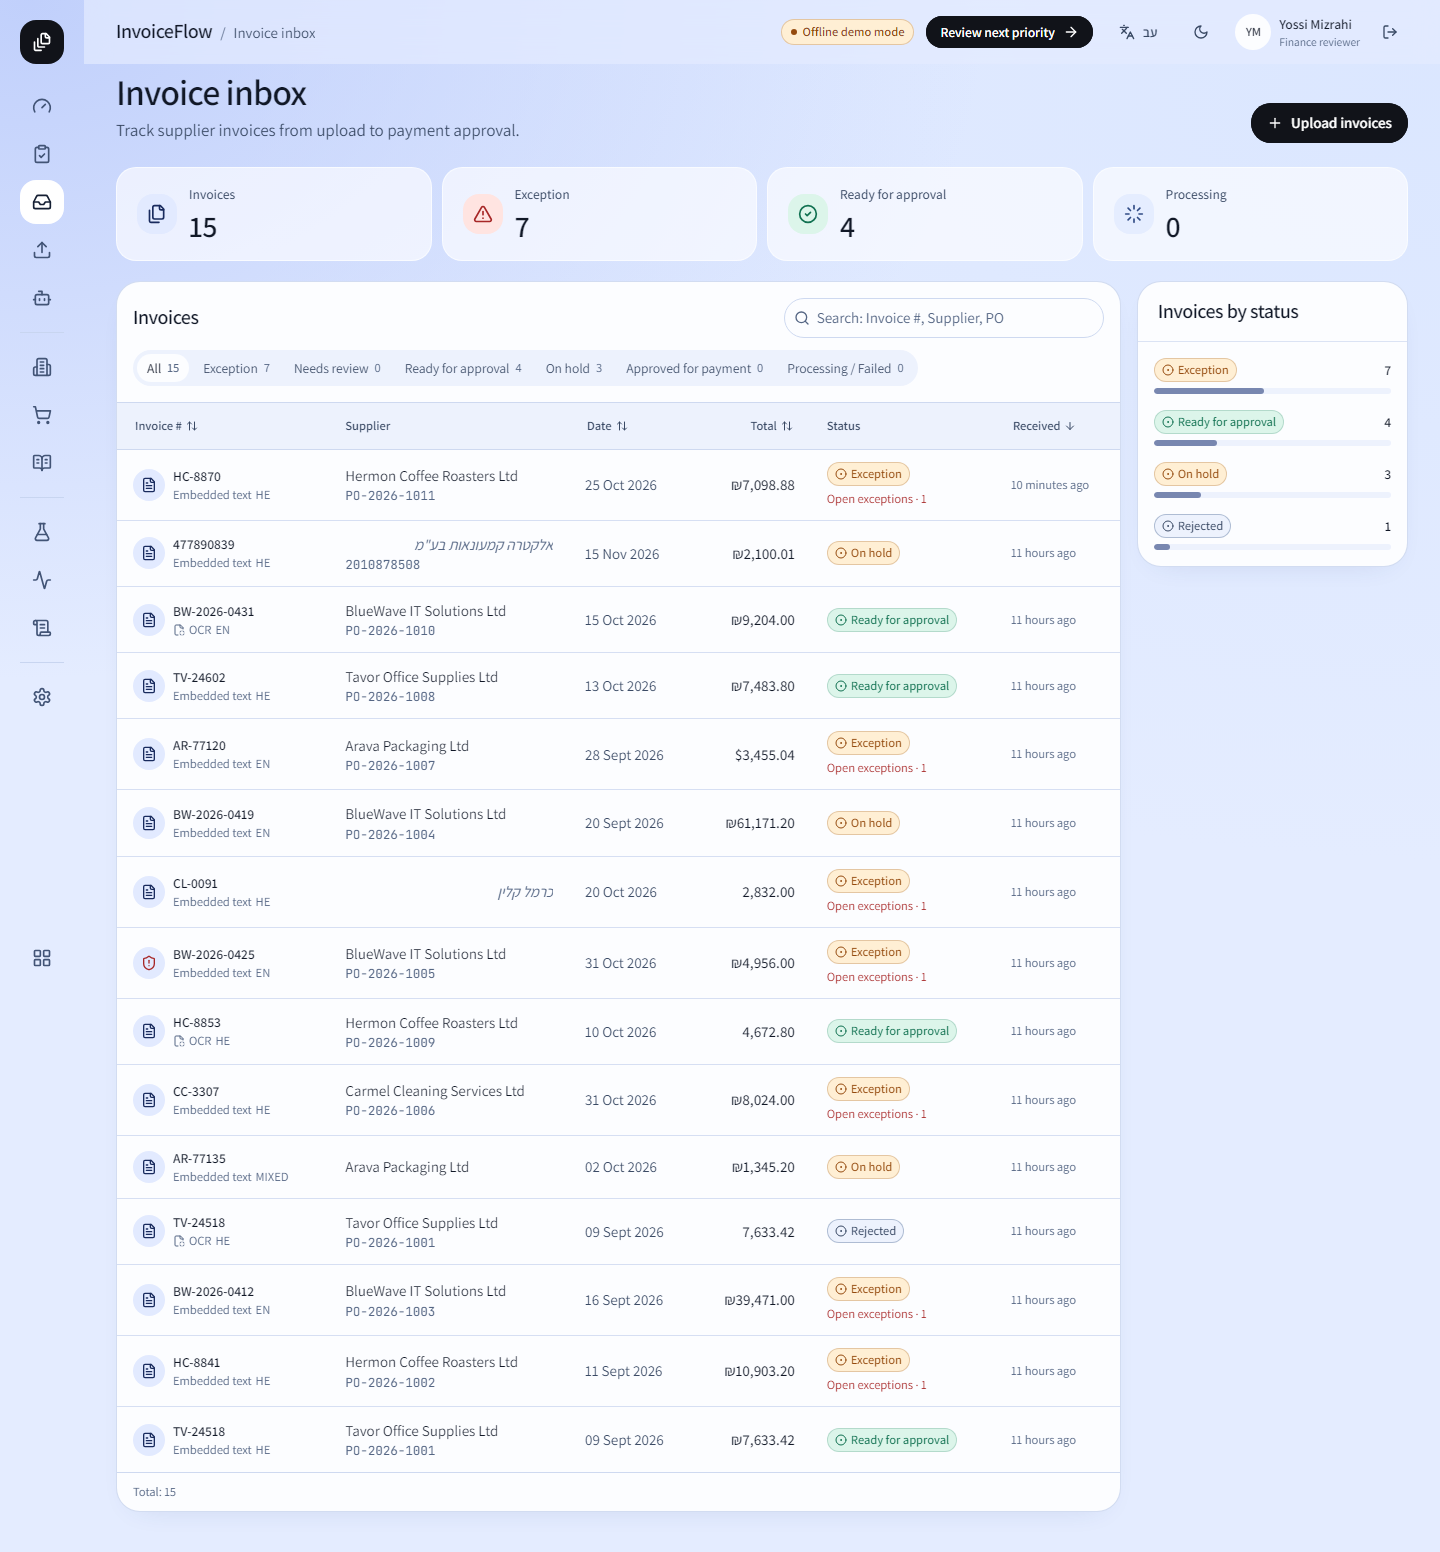 InvoiceFlow / Invoice inbox
Offline demo mode
Review next priority
עב
YM
Yossi Mizrahi
Finance reviewer
Invoice inbox
Track supplier invoices from upload to payment approval.
Upload invoices
Invoices
15
Exception
7
Ready for approval
4
Processing
0
Invoices
Search: Invoice #, Supplier, PO
All 15 Exception 7 Needs review 0 Ready for approval 4 On hold 3 Approved for payment 0 Processing / Failed 0
Invoice # Supplier Date Total Status Received
HC-8870
Embedded text HE
Hermon Coffee Roasters Ltd
PO-2026-1011
25 Oct 2026
₪7,098.88
Exception
Open exceptions · 1
10 minutes ago
477890839
Embedded text HE
אלקטרה קמעונאות בע"מ
2010878508
15 Nov 2026
₪2,100.01
On hold
11 hours ago
BW-2026-0431
OCR EN
BlueWave IT Solutions Ltd
PO-2026-1010
15 Oct 2026
₪9,204.00
Ready for approval
11 hours ago
TV-24602
Embedded text HE
Tavor Office Supplies Ltd
PO-2026-1008
13 Oct 2026
₪7,483.80
Ready for approval
11 hours ago
AR-77120
Embedded text EN
Arava Packaging Ltd
PO-2026-1007
28 Sept 2026
$3,455.04
Exception
Open exceptions · 1
11 hours ago
BW-2026-0419
Embedded text EN
BlueWave IT Solutions Ltd
PO-2026-1004
20 Sept 2026
₪61,171.20
On hold
11 hours ago
CL-0091
Embedded text HE
כרמל קלין
20 Oct 2026
2,832.00
Exception
Open exceptions · 1
11 hours ago
BW-2026-0425
Embedded text EN
BlueWave IT Solutions Ltd
PO-2026-1005
31 Oct 2026
₪4,956.00
Exception
Open exceptions · 1
11 hours ago
HC-8853
OCR HE
Hermon Coffee Roasters Ltd
PO-2026-1009
10 Oct 2026
4,672.80
Ready for approval
11 hours ago
CC-3307
Embedded text HE
Carmel Cleaning Services Ltd
PO-2026-1006
31 Oct 2026
₪8,024.00
Exception
Open exceptions · 1
11 hours ago
AR-77135
Embedded text MIXED
Arava Packaging Ltd
02 Oct 2026
₪1,345.20
On hold
11 hours ago
TV-24518
OCR HE
Tavor Office Supplies Ltd
PO-2026-1001
09 Sept 2026
7,633.42
Rejected
11 hours ago
BW-2026-0412
Embedded text EN
BlueWave IT Solutions Ltd
PO-2026-1003
16 Sept 2026
₪39,471.00
Exception
Open exceptions · 1
11 hours ago
HC-8841
Embedded text HE
Hermon Coffee Roasters Ltd
PO-2026-1002
11 Sept 2026
₪10,903.20
Exception
Open exceptions · 1
11 hours ago
TV-24518
Embedded text HE
Tavor Office Supplies Ltd
PO-2026-1001
09 Sept 2026
₪7,633.42
Ready for approval
11 hours ago
Total: 15
Invoices by status
Exception 7
Ready for approval 4
On hold 3
Rejected 1